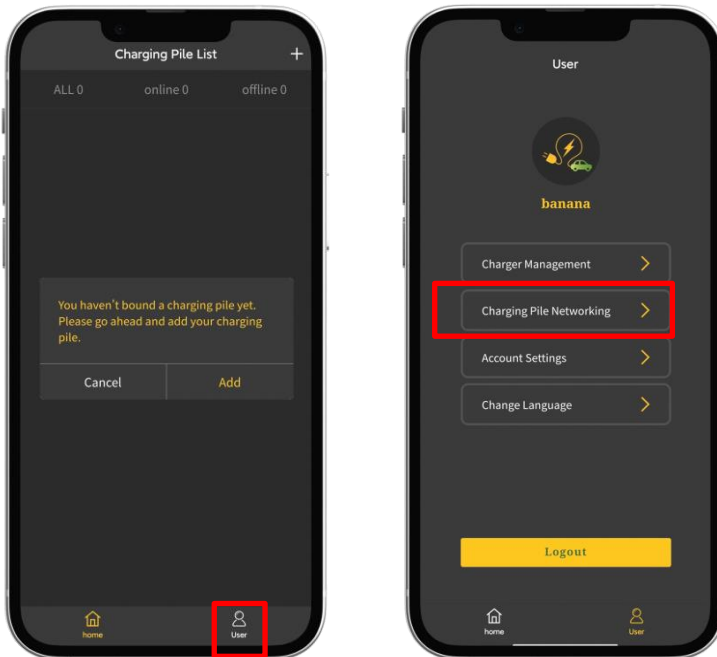 Charging Pile List +
ALL 0 online 0 offline 0
You haven't bound a charging pile yet.
Please go ahead and add your charging
pile.
Cancel Add
home User
User
banana
Charger Management
Charging Pile Networking
Account Settings
Change Language
Logout
home User